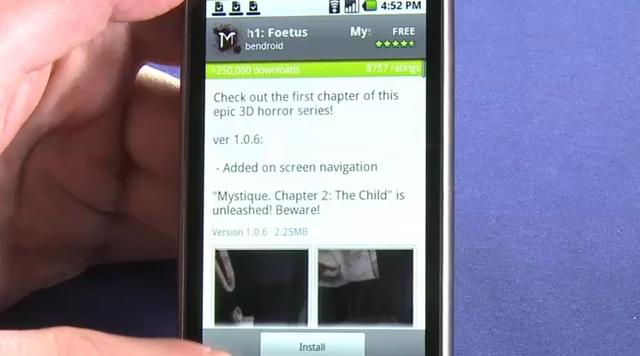 4:52 PM
h1: Foetus My FREE
bendroid
>250,000 downloads 8757 ratings
Check out the first chapter of this
epic 3D horror series!
ver 1.0.6:
- Added on screen navigation
"Mystique. Chapter 2: The Child" is
unleashed! Beware!
Version 1.0.6 2.25MB
Install